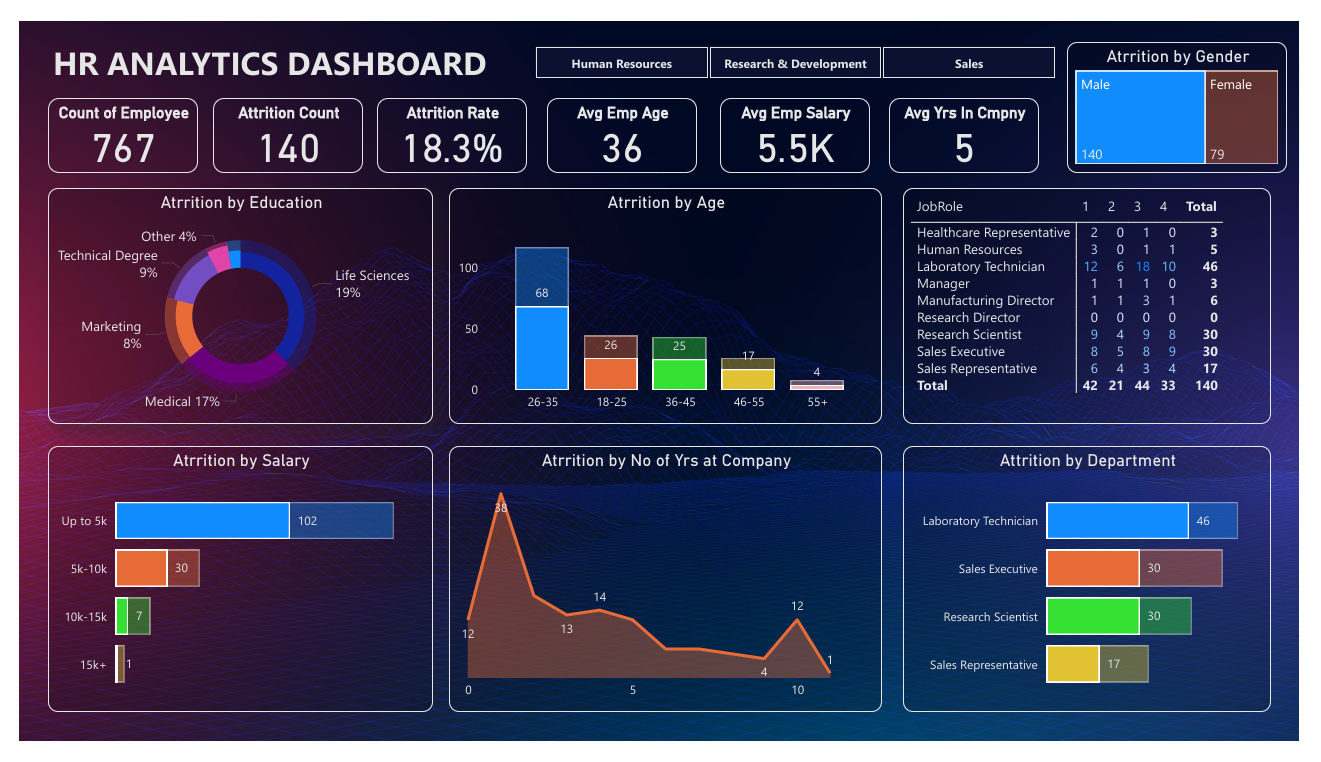 HR ANALYTICS DASHBOARD
Human Resources
Research & Development
Sales
Atrrition by Gender
Male
Female
140
79
Count of Employee
767
Attrition Count
140
Attrition Rate
18.3%
Avg Emp Age
36
Avg Emp Salary
5.5K
Avg Yrs In Cmpny
5
Atrrition by Education
Other 4%
Technical Degree
9%
Life Sciences
19%
Marketing
8%
Medical 17%
Atrrition by Age
100
50
0
68
26
25
17
4
26-35
18-25
36-45
46-55
55+
JobRole 1 2 3 4 Total
Healthcare Representative 2 0 1 0 3
Human Resources 3 0 1 1 5
Laboratory Technician 12 6 18 10 46
Manager 1 1 1 0 3
Manufacturing Director 1 1 3 1 6
Research Director 0 0 0 0 0
Research Scientist 9 4 9 8 30
Sales Executive 8 5 8 9 30
Sales Representative 6 4 3 4 17
Total 42 21 44 33 140
Atrrition by Salary
Up to 5k 102
5k-10k 30
10k-15k 7
15k+ 1
Atrrition by No of Yrs at Company
38
12
13
14
4
12
1
0
5
10
Atrrition by Department
Laboratory Technician 46
Sales Executive 30
Research Scientist 30
Sales Representative 17